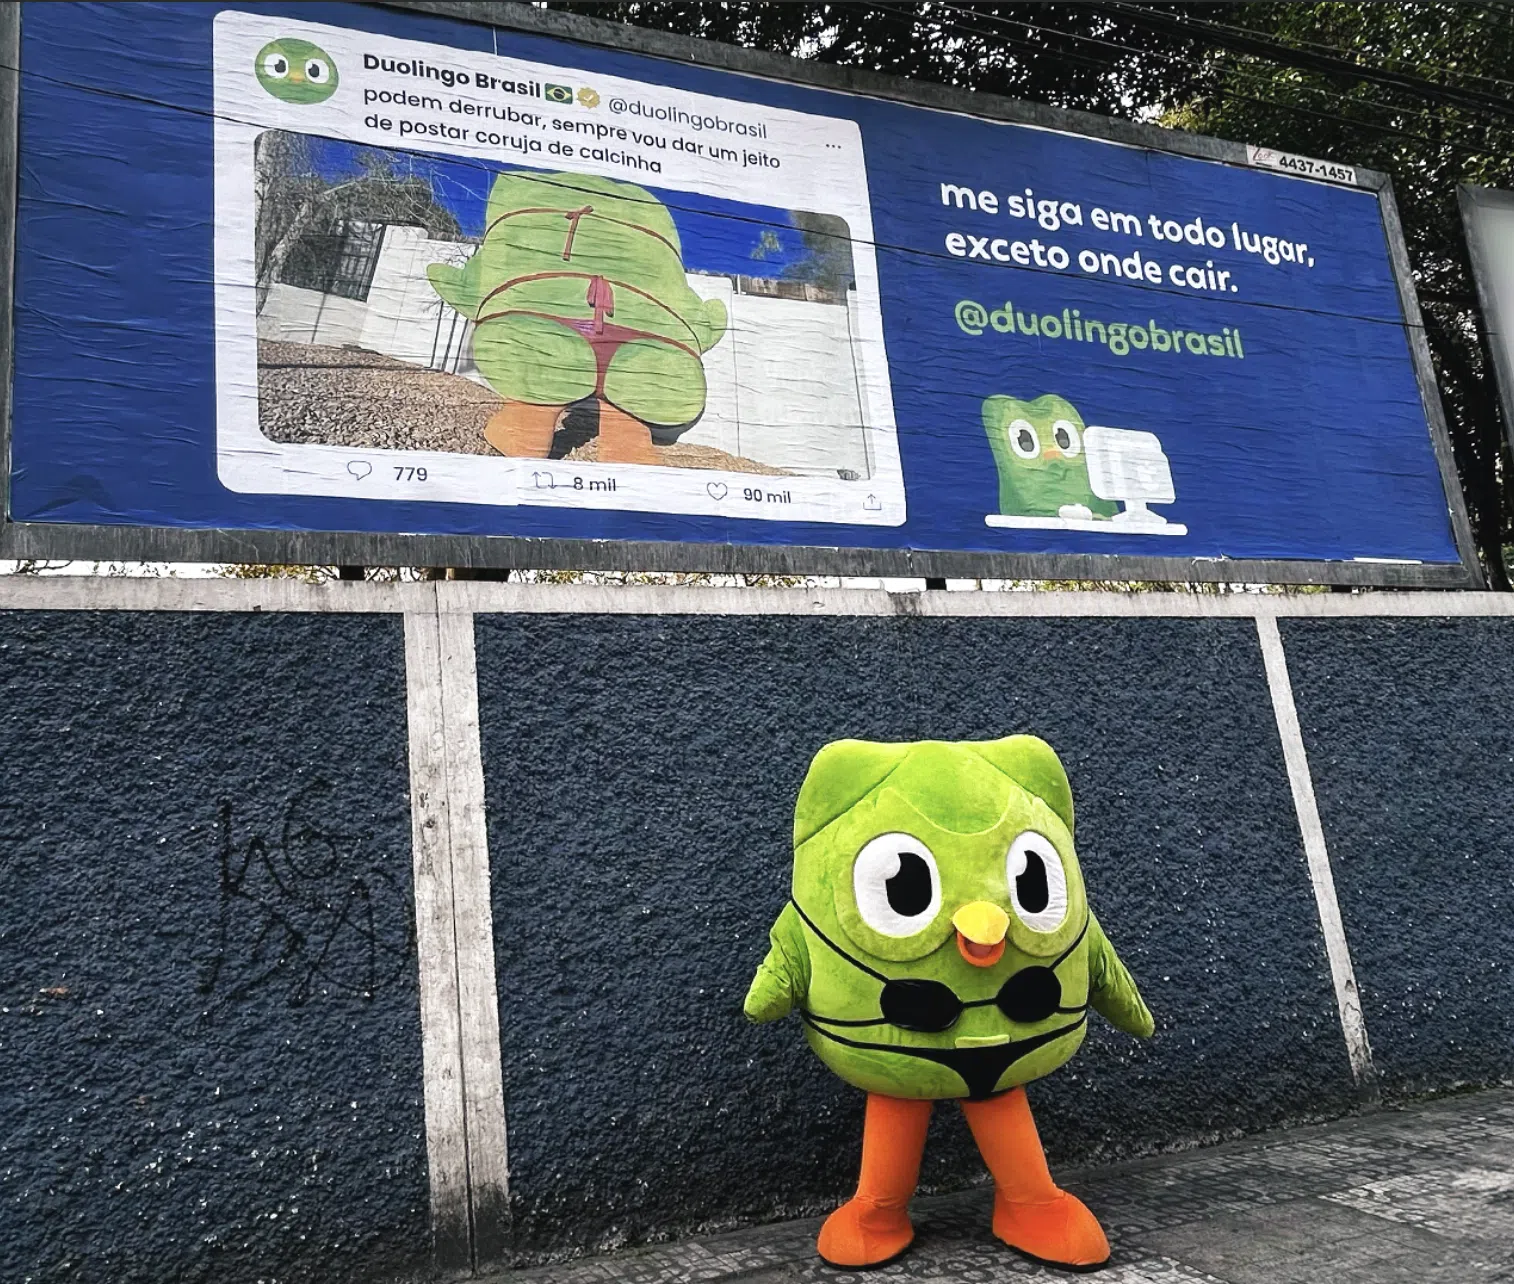 Duolingo Brasil @duolingobrasil
podem derrubar, sempre vou dar um jeito
de postar coruja de calcinha
779
8 mil
90 mil
4437-1457
me siga em todo lugar,
exceto onde cair.
@duolingobrasil